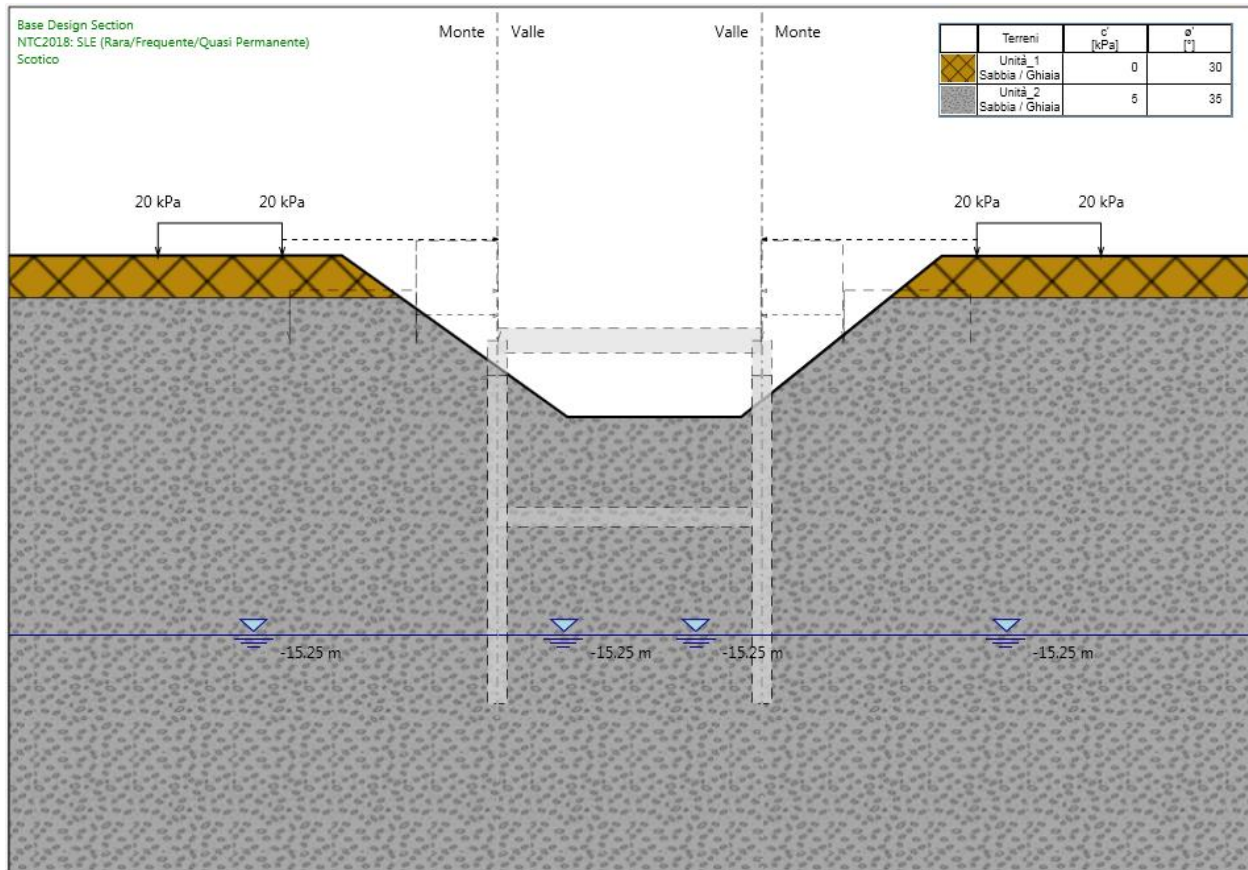 Base Design Section
NTC2018: SLE (Rara/Frequente/Quasi Permanente)
Scotico
Monte Valle
Valle Monte
Terreni c' [kPa] ø' [°]
Unità_1 Sabbia / Ghiaia 0 30
Unità_2 Sabbia / Ghiaia 5 35
20 kPa 20 kPa
20 kPa 20 kPa
-15.25 m -15.25 m -15.25 m -15.25 m